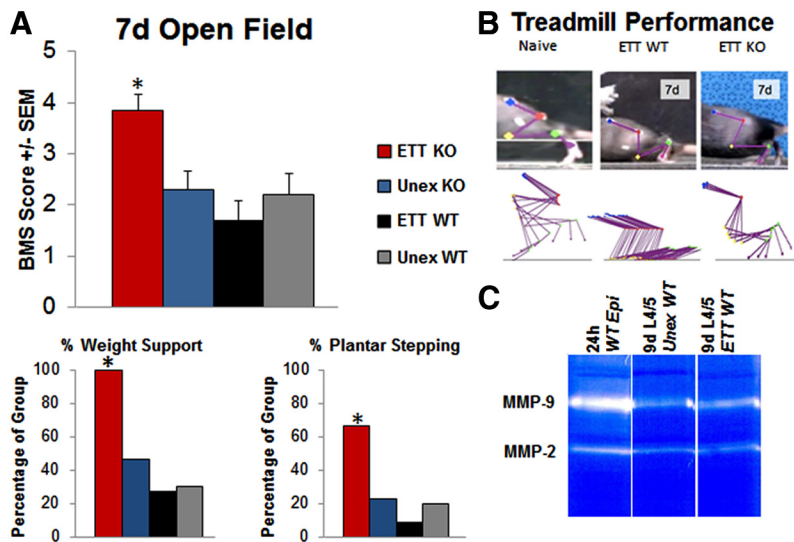 A
7d Open Field
BMS Score +/- SEM
5
4
3
2
1
0
*
ETT KO
Unex KO
ETT WT
Unex WT
% Weight Support
Percentage of Group
100
80
60
40
20
0
*
% Plantar Stepping
Percentage of Group
100
80
60
40
20
0
*
B
Treadmill Performance
Naive
ETT WT
ETT KO
7d
7d
C
24h
WT Epi
9d L4/5
Unex WT
9d L4/5
ETT WT
MMP-9
MMP-2